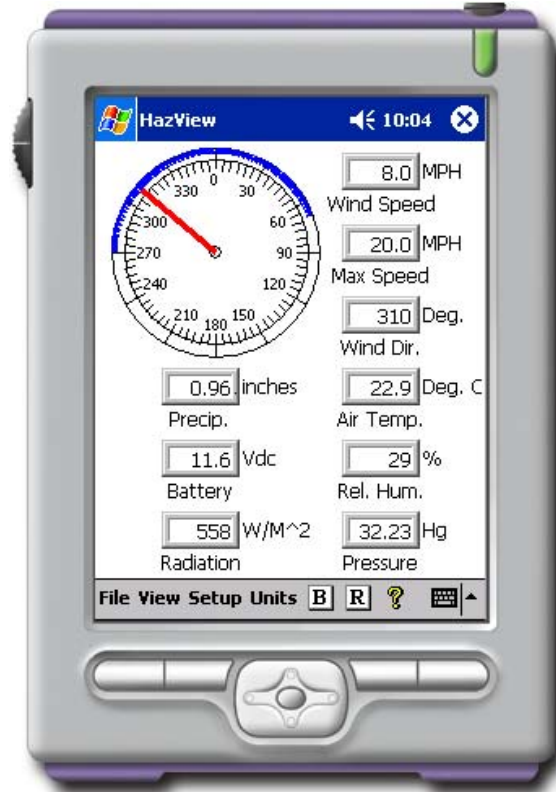 HazView 10:04
0
330 30
300 60
270 90
240 120
210 150
180
8.0 MPH
Wind Speed
20.0 MPH
Max Speed
310 Deg.
Wind Dir.
0.96 inches 22.9 Deg. C
Precip. Air Temp.
11.6 Vdc 29 %
Battery Rel. Hum.
558 W/M^2 32.23 Hg
Radiation Pressure
File View Setup Units B R ?